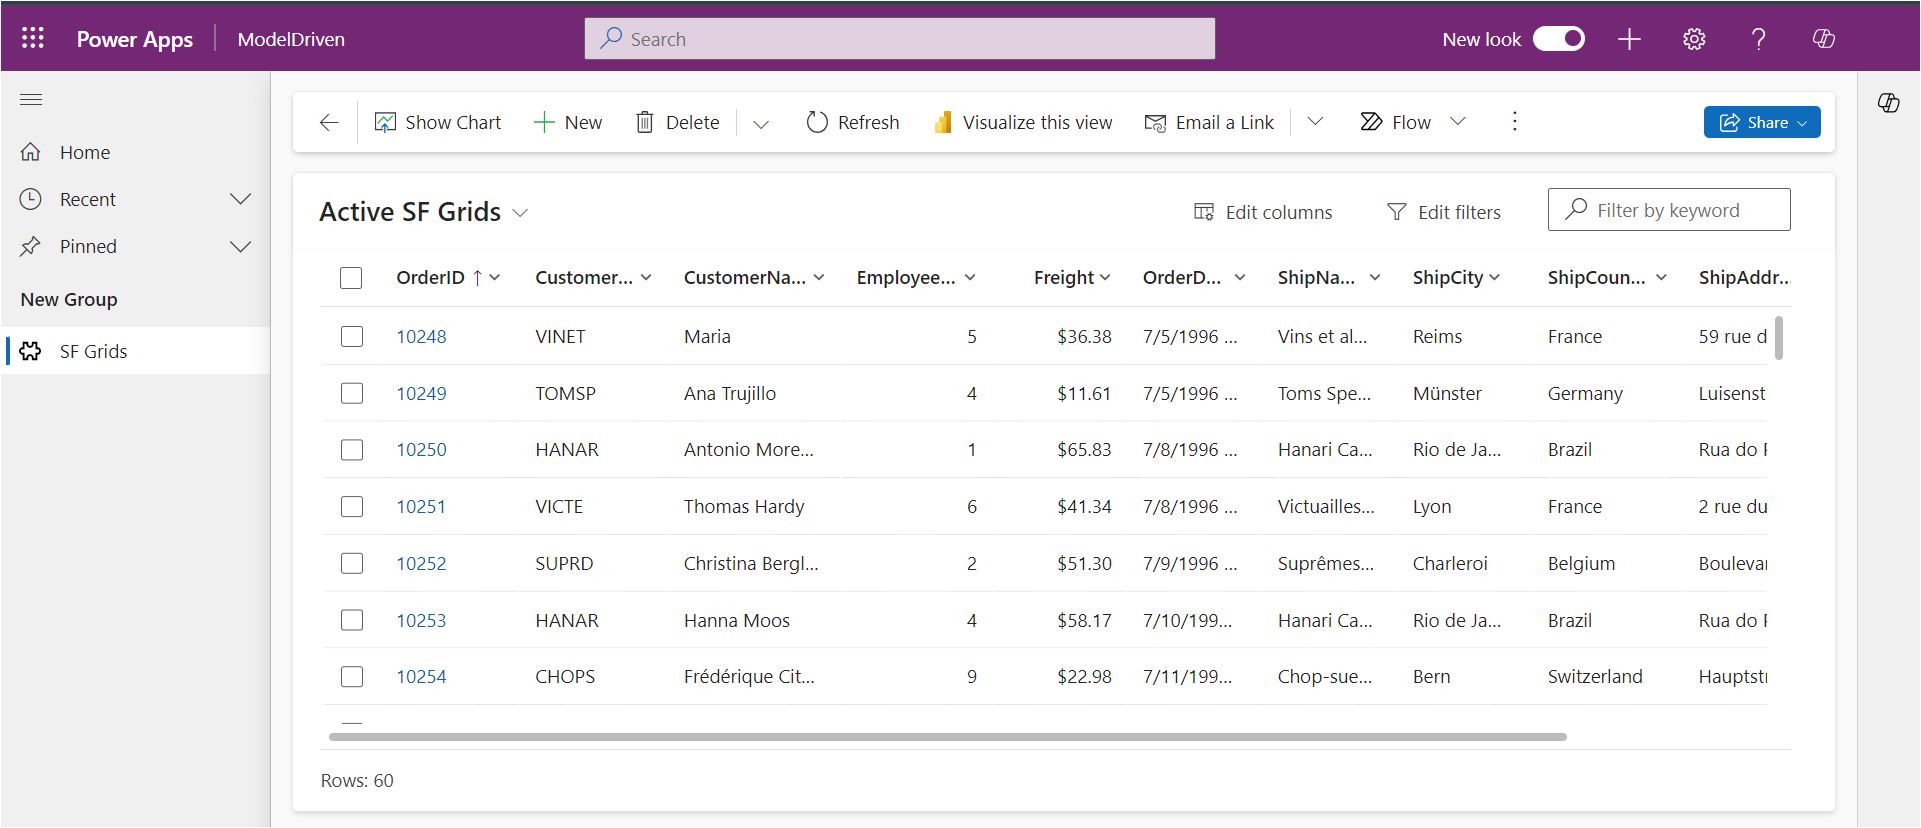 Power Apps ModelDriven Search New look
Show Chart New Delete Refresh Visualize this view Email a Link Flow Share
Home
Recent
Pinned
New Group
SF Grids
Active SF Grids Edit columns Edit filters Filter by keyword
OrderID Customer... CustomerNa... Employee... Freight OrderD... ShipNa... ShipCity ShipCoun... ShipAddr...
10248 VINET Maria 5 $36.38 7/5/1996 ... Vins et al... Reims France 59 rue d
10249 TOMSP Ana Trujillo 4 $11.61 7/5/1996 ... Toms Spe... Münster Germany Luisenst
10250 HANAR Antonio More... 1 $65.83 7/8/1996 ... Hanari Ca... Rio de Ja... Brazil Rua do
10251 VICTE Thomas Hardy 6 $41.34 7/8/1996 ... Victuailles... Lyon France 2 rue du
10252 SUPRD Christina Bergl... 2 $51.30 7/9/1996 ... Suprêmes... Charleroi Belgium Boulevar
10253 HANAR Hanna Moos 4 $58.17 7/10/199... Hanari Ca... Rio de Ja... Brazil Rua do
10254 CHOPS Frédérique Cit... 9 $22.98 7/11/199... Chop-sue... Bern Switzerland Hauptstr
Rows: 60